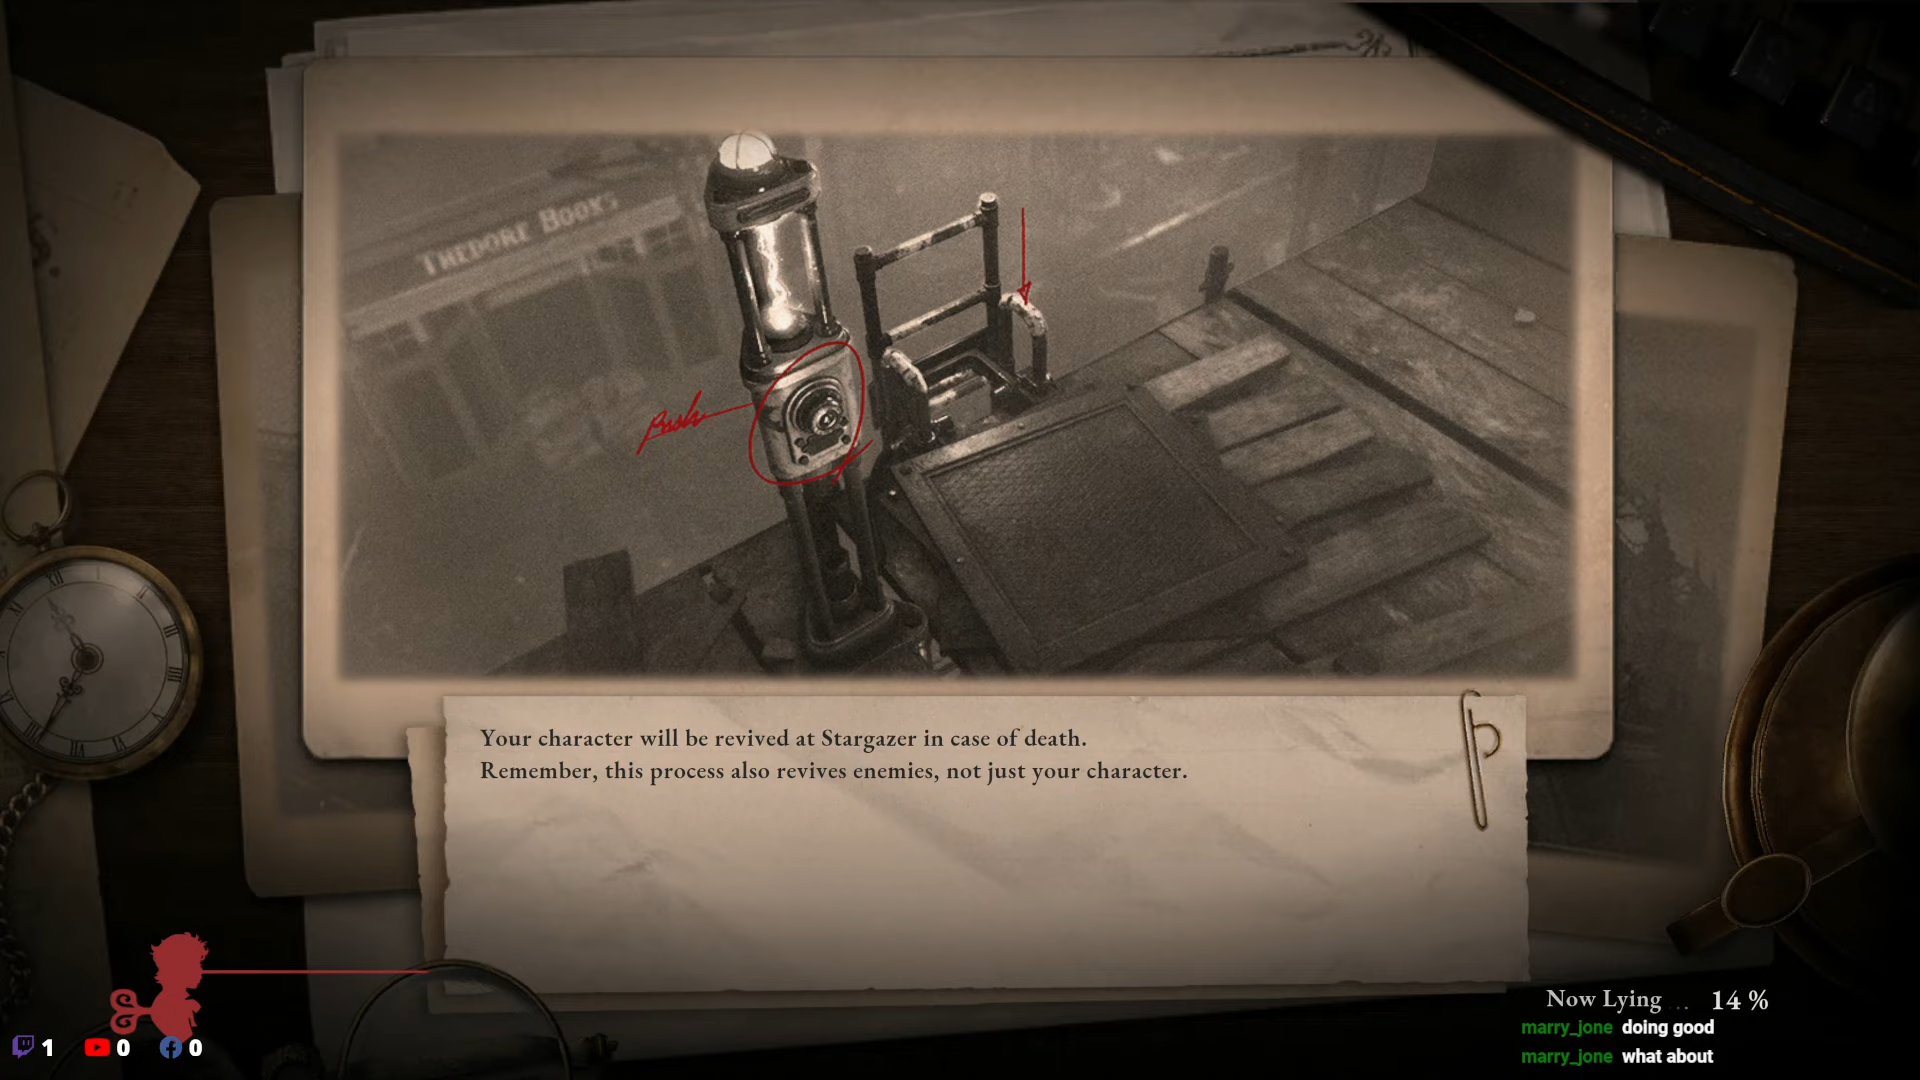 THEDORE BOOKS
Push
Your character will be revived at Stargazer in case of death.
Remember, this process also revives enemies, not just your character.
Now Lying ... 14 %
marry_jone doing good
marry_jone what about
1 0 0